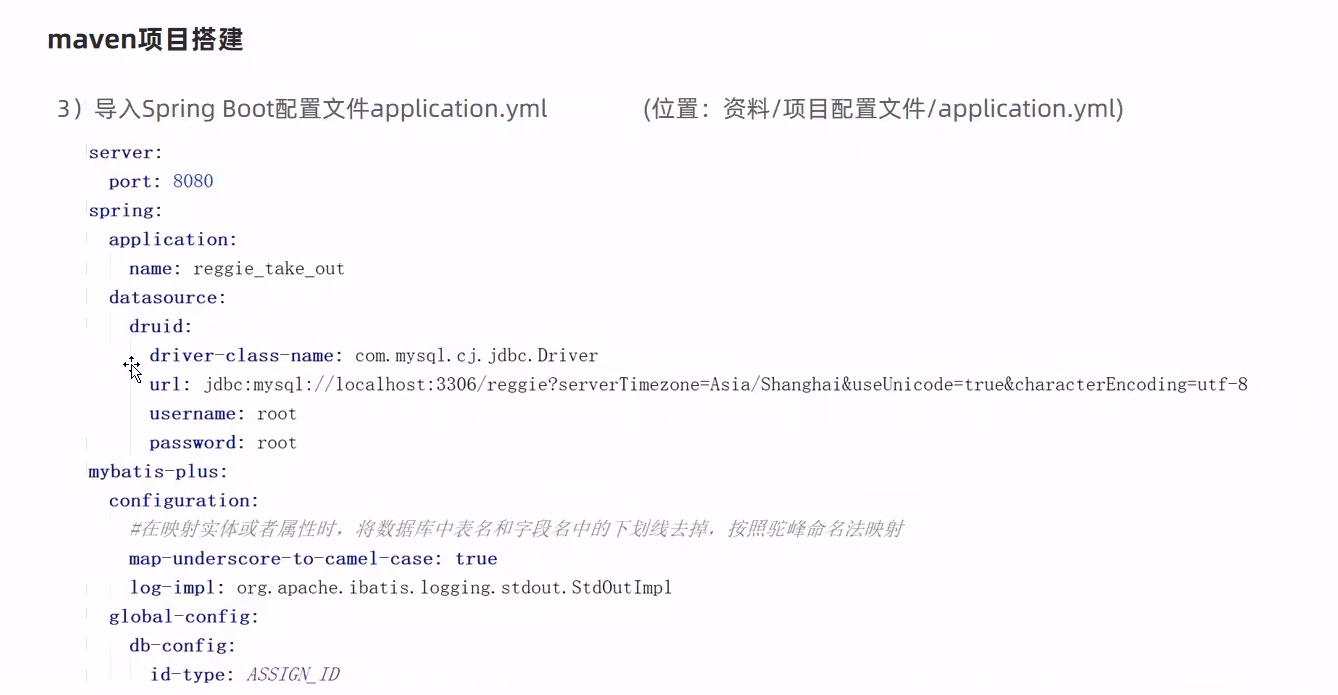 maven项目搭建
3）导入Spring Boot配置文件application.yml (位置：资料/项目配置文件/application.yml)
server:
  port: 8080
spring:
  application:
    name: reggie_take_out
  datasource:
    druid:
      driver-class-name: com.mysql.cj.jdbc.Driver
      url: jdbc:mysql://localhost:3306/reggie?serverTimezone=Asia/Shanghai&useUnicode=true&characterEncoding=utf-8
      username: root
      password: root
mybatis-plus:
  configuration:
    #在映射实体或者属性时，将数据库中表名和字段名中的下划线去掉，按照驼峰命名法映射
    map-underscore-to-camel-case: true
    log-impl: org.apache.ibatis.logging.stdout.StdOutImpl
  global-config:
    db-config:
      id-type: ASSIGN_ID